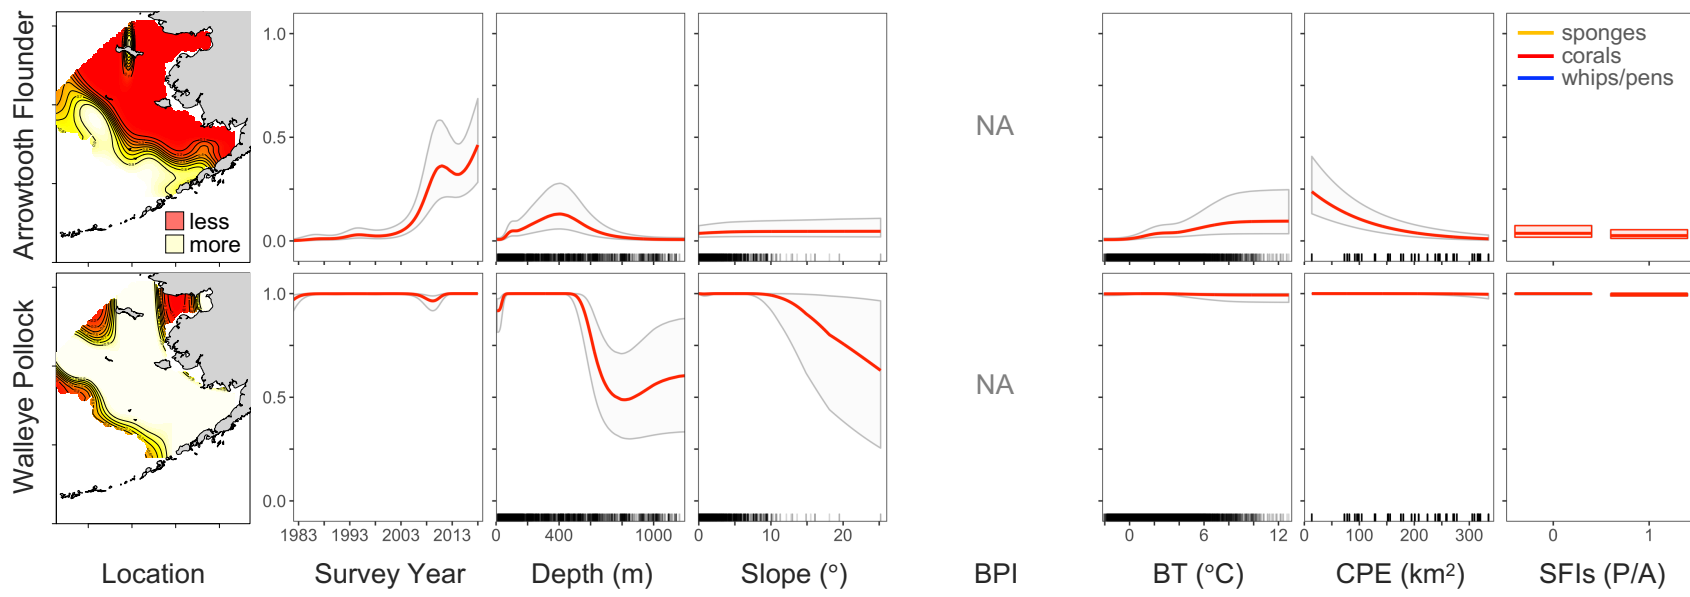 Arrowtooth Flounder
less
more
1.0
0.5
0.0
NA
sponges
corals
whips/pens
Walleye Pollock
1.0
0.5
0.0
NA
1983 1993 2003 2013
0 400 1000
0 10 20
0 6 12
0 100 300
0 1
Location
Survey Year
Depth (m)
Slope (°)
BPI
BT (°C)
CPE (km²)
SFIs (P/A)